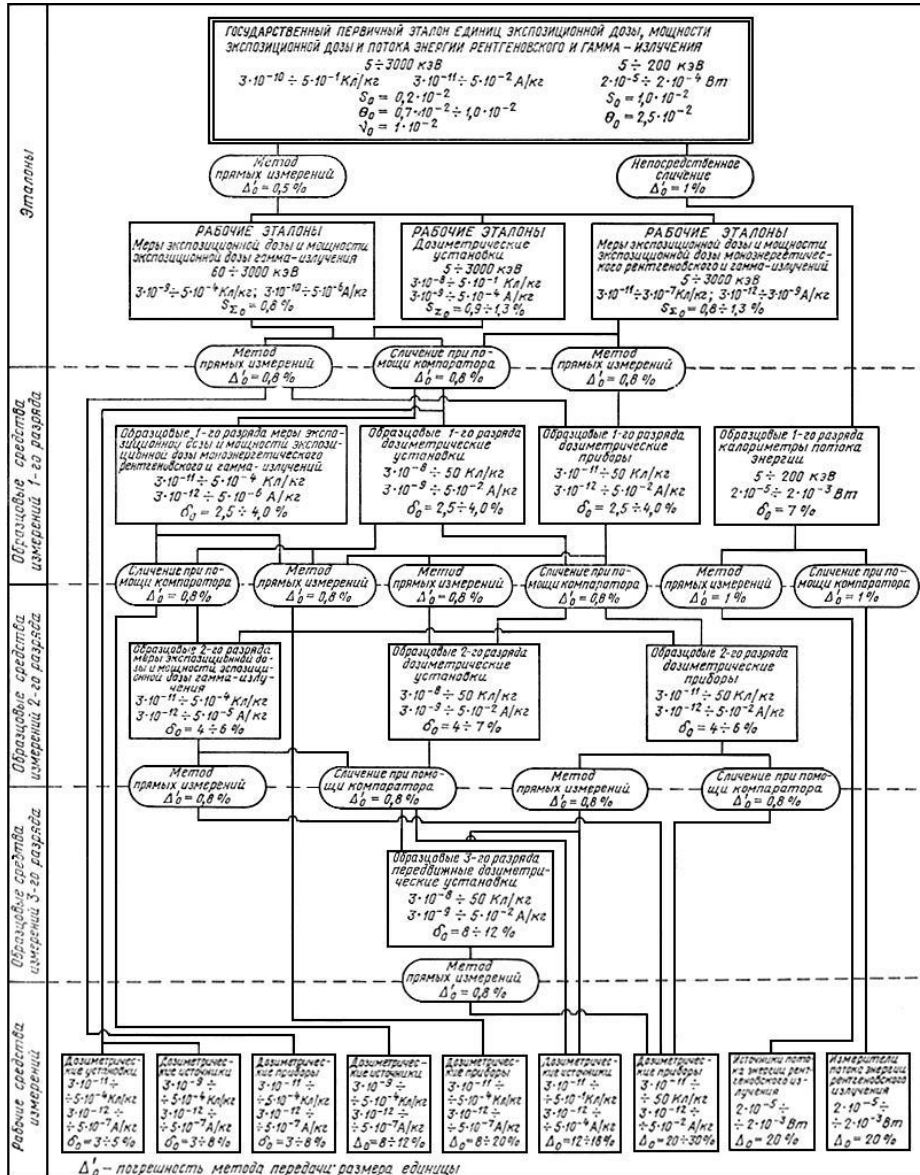 ГОСУДАРСТВЕННЫЙ ПЕРВИЧНЫЙ ЭТАЛОН ЕДИНИЦ ЭКСПОЗИЦИОННОЙ ДОЗЫ, МОЩНОСТИ
ЭКСПОЗИЦИОННОЙ ДОЗЫ И ПОТОКА ЭНЕРГИИ РЕНТГЕНОВСКОГО И ГАММА – ИЗЛУЧЕНИЯ
5÷3000 кэВ
3·10⁻¹⁰ ÷ 5·10⁻¹ Кл/кг 3·10⁻¹¹ ÷ 5·10⁻² А/кг
S₀ = 0,2·10⁻²
Θ₀ = 0,7·10⁻² ÷ 1,0·10⁻²
ν₀ = 1·10⁻²
5÷ 200 кэВ
2·10⁻⁵ ÷ 2·10⁻⁴ Вт
S₀ = 1,0·10⁻²
Θ₀ = 2,5·10⁻²
Эталоны
Метод
прямых измерений
Δ'₀ = 0,5 %
Непосредственное
сличение
Δ'₀ = 1 %
РАБОЧИЕ ЭТАЛОНЫ
Меры экспозиционной дозы и мощности
экспозиционной дозы гамма-излучения
60 ÷ 3000 кэВ
3·10⁻⁹÷5·10⁻⁴Кл/кг; 3·10⁻¹⁰÷5·10⁻⁶А/кг
S_Σ₀ = 0,8 %
РАБОЧИЕ ЭТАЛОНЫ
Дозиметрические
установки
5 ÷ 3000 кэВ
3·10⁻⁸ ÷ 5·10⁻¹ Кл/кг
3·10⁻⁹ ÷ 5·10⁻⁴ А/кг
S_Σ₀ = 0,9 ÷ 1,3 %
РАБОЧИЕ ЭТАЛОНЫ
Меры экспозиционной дозы и мощности
экспозиционной дозы моноэнергетичес-
кого рентгеновского и гамма-излучений
5÷3000 кэВ
3·10⁻¹¹÷3·10⁻⁷Кл/кг; 3·10⁻¹²÷3·10⁻⁹А/кг
S_Σ₀ = 0,8 ÷ 1,3 %
Метод
прямых измерений
Δ'₀ = 0,8 %
Сличение при по-
мощи компаратора
Δ'₀ = 0,8 %
Метод
прямых измерений
Δ'₀ = 0,8 %
Образцовые средства
измерений 1-го разряда
Образцовые 1-го разряда меры экспо-
зиционной дозы и мощности экспози-
ционной дозы моноэнергетического
рентгеновского и гамма- излучений
3·10⁻¹¹ ÷ 5·10⁻⁴ Кл/кг
3·10⁻¹² ÷ 5·10⁻⁶ А/кг
δ₀ = 2,5 ÷ 4,0 %
Образцовые 1-го разряда
дозиметрические
установки
3·10⁻⁸ ÷ 50 Кл/кг
3·10⁻⁹ ÷ 5·10⁻² А/кг
δ₀ = 2,5 ÷ 4,0 %
Образцовые 1-го разряда
дозиметрические
приборы
3·10⁻¹¹ ÷ 50 Кл/кг
3·10⁻¹² ÷ 5·10⁻² А/кг
δ₀ = 2,5 ÷ 4,0 %
Образцовые 1-го разряда
калориметры потока
энергии
5 ÷ 200 кэВ
2·10⁻⁵ ÷ 2·10⁻³ Вт
δ₀ = 7 %
Сличение при по-
мощи компаратора
Δ'₀ = 0,8 %
Метод
прямых измерений
Δ'₀ = 0,8 %
Метод
прямых измерений
Δ'₀ = 0,8 %
Сличение при по-
мощи компаратора
Δ'₀ = 0,8 %
Метод
прямых измерений
Δ'₀ = 1 %
Сличение при по-
мощи компаратора
Δ'₀ = 1 %
Образцовые средства
измерений 2-го разряда
Образцовые 2-го разряда
меры экспозиционной до-
зы и мощности эспозици-
онной дозы гамма-излу-
чения
3·10⁻¹¹ ÷ 5·10⁻⁴ Кл/кг
3·10⁻¹² ÷ 5·10⁻⁵ А/кг
δ₀ = 4 ÷ 6 %
Образцовые 2-го разряда
дозиметрические
установки
3·10⁻⁸ ÷ 50 Кл/кг
3·10⁻⁹ ÷ 5·10⁻² А/кг
δ₀ = 4 ÷ 7 %
Образцовые 2-го разряда
дозиметрические
приборы
3·10⁻¹¹ ÷ 50 Кл/кг
3·10⁻¹² ÷ 5·10⁻² А/кг
δ₀ = 4 ÷ 6 %
Метод
прямых измерений
Δ'₀ = 0,8 %
Сличение при помо-
щи компаратора
Δ'₀ = 0,8 %
Метод
прямых измерений
Δ'₀ = 0,8 %
Сличение при помо-
щи компаратора
Δ'₀ = 0,8 %
Образцовые средства
измерений 3-го разряда
Образцовые 3-го разряда
передвижные дозиметри-
ческие установки
3·10⁻⁸ ÷ 50 Кл/кг
3·10⁻⁹ ÷ 5·10⁻² А/кг
δ₀ = 8 ÷ 12 %
Метод
прямых измерений
Δ'₀ = 0,8 %
Рабочие средства
измерений
Дозиметричес-
кие установки
3·10⁻¹¹ ÷
÷5·10⁻⁴Кл/кг
3·10⁻¹² ÷
÷5·10⁻⁷А/кг
δ₀ = 3 ÷ 5 %
Дозиметричес-
кие источники
3·10⁻⁹ ÷
÷5·10⁻⁴Кл/кг
3·10⁻¹² ÷
÷5·10⁻⁷А/кг
δ₀ = 3 ÷ 8 %
Дозиметричес-
кие приборы
3·10⁻¹¹ ÷
÷5·10⁻⁴Кл/кг
3·10⁻¹² ÷
÷5·10⁻⁷А/кг
δ₀ = 3 ÷ 8 %
Дозиметричес-
кие источники
3·10⁻⁹ ÷
÷5·10⁻⁴Кл/кг
3·10⁻¹² ÷
÷5·10⁻⁷А/кг
Δ₀ = 8÷12 %
Дозиметричес-
кие приборы
3·10⁻¹¹ ÷
÷5·10⁻⁴Кл/кг
3·10⁻¹² ÷
÷5·10⁻⁷А/кг
Δ₀ = 8÷20 %
Дозиметричес-
кие источники
3·10⁻¹¹ ÷
÷5·10⁻¹Кл/кг
3·10⁻¹² ÷
÷5·10⁻⁴А/кг
Δ₀ = 12÷18 %
Дозиметричес-
кие приборы
3·10⁻¹¹ ÷
÷ 50 Кл/кг
3·10⁻¹² ÷
÷5·10⁻²А/кг
Δ₀ = 20÷30 %
Источники пото-
ка энергии рент-
геновского из-
лучения
2·10⁻⁵ ÷
÷ 2·10⁻³ Вт
Δ₀ = 20 %
Измерители
потока энергии
рентгеновского
излучения
2·10⁻⁵ ÷
÷ 2·10⁻³ Вт
Δ₀ = 20 %
Δ'₀ – погрешность метода передачи размера единицы